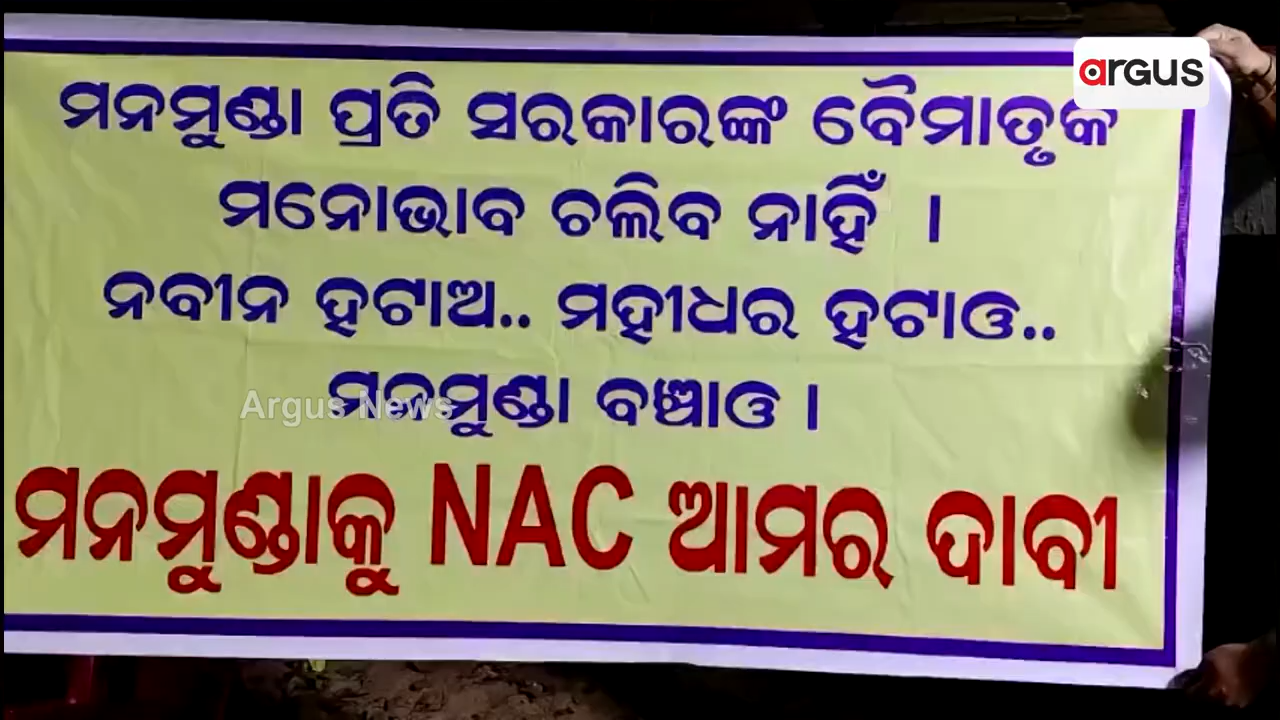 argus
ମନମୁଣ୍ଡା ପ୍ରତି ସରକାରଙ୍କ ବୈମାତୃକ
ମନୋଭାବ ଚଳିବ ନାହିଁ ।
ନବୀନ ହଟାଅ.. ମହୀଧର ହଟାଓ..
ମନମୁଣ୍ଡା ବଞ୍ଚାଓ ।
Argus News
ମନମୁଣ୍ଡାକୁ NAC ଆମର ଦାବୀ